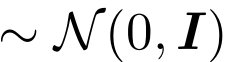 ∼ 𝒩(0, 𝑰)